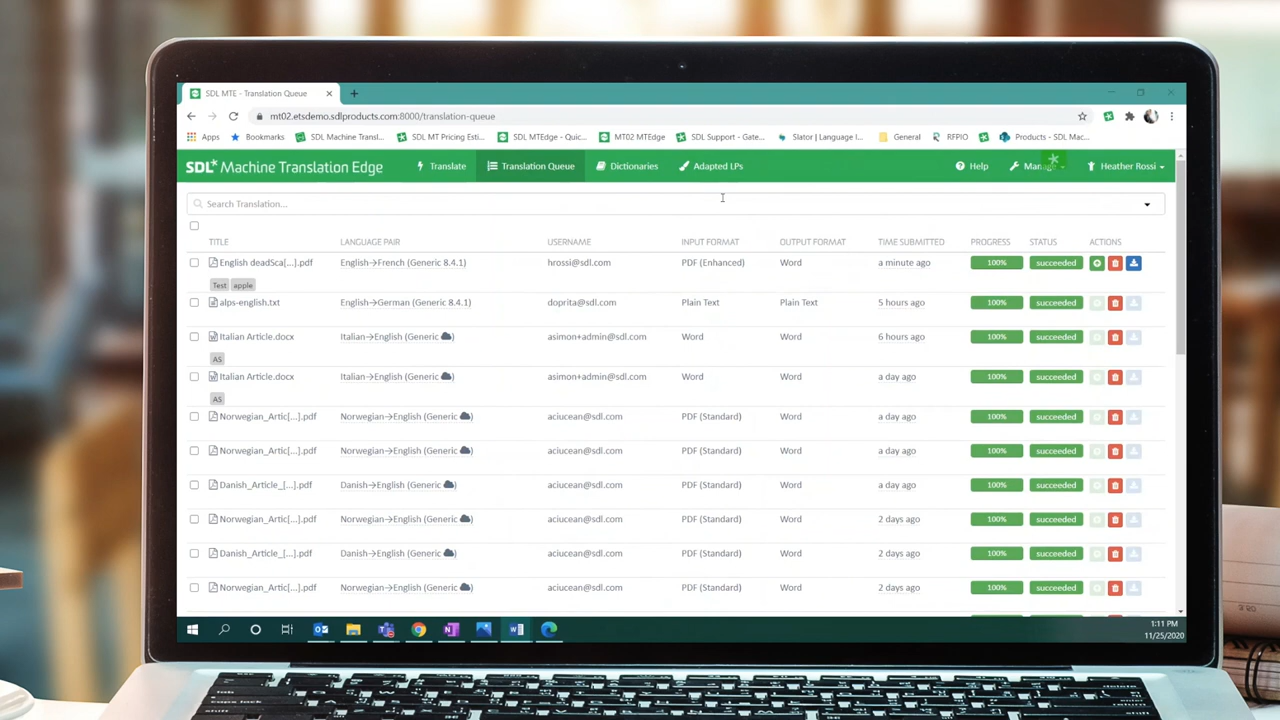 SDL MTE - Translation Queue
mt02.etsdemo.sdlproducts.com:8000/translation-queue
Apps Bookmarks SDL Machine Transl... SDL MT Pricing Esti... SDL MTEdge - Quic... MT02 MTEdge SDL Support - Gate... Slator | Language I... General RFPIO Products - SDL Mac...
SDL* Machine Translation Edge Translate Translation Queue Dictionaries Adapted LPs Help Manage Heather Rossi
Search Translation...
TITLE LANGUAGE PAIR USERNAME INPUT FORMAT OUTPUT FORMAT TIME SUBMITTED PROGRESS STATUS ACTIONS
English deadSca[...].pdf English→French (Generic 8.4.1) hrossi@sdl.com PDF (Enhanced) Word a minute ago 100% succeeded
Test apple
alps-english.txt English→German (Generic 8.4.1) doprita@sdl.com Plain Text Plain Text 5 hours ago 100% succeeded
Italian Article.docx Italian→English (Generic ) asimon+admin@sdl.com Word Word 6 hours ago 100% succeeded
AS
Italian Article.docx Italian→English (Generic ) asimon+admin@sdl.com Word Word a day ago 100% succeeded
AS
Norwegian_Artic[...].pdf Norwegian→English (Generic ) aciucean@sdl.com PDF (Standard) Word a day ago 100% succeeded
Norwegian_Artic[...].pdf Norwegian→English (Generic ) aciucean@sdl.com PDF (Standard) Word a day ago 100% succeeded
Danish_Article_[...].pdf Danish→English (Generic ) aciucean@sdl.com PDF (Standard) Word a day ago 100% succeeded
Norwegian_Artic[...].pdf Norwegian→English (Generic ) aciucean@sdl.com PDF (Standard) Word 2 days ago 100% succeeded
Danish_Article_[...].pdf Danish→English (Generic ) aciucean@sdl.com PDF (Standard) Word 2 days ago 100% succeeded
Norwegian_Artic[...].pdf Norwegian→English (Generic ) aciucean@sdl.com PDF (Standard) Word 2 days ago 100% succeeded
1:11 PM
11/25/2020
tab
caps lock
shift
enter
return
shift